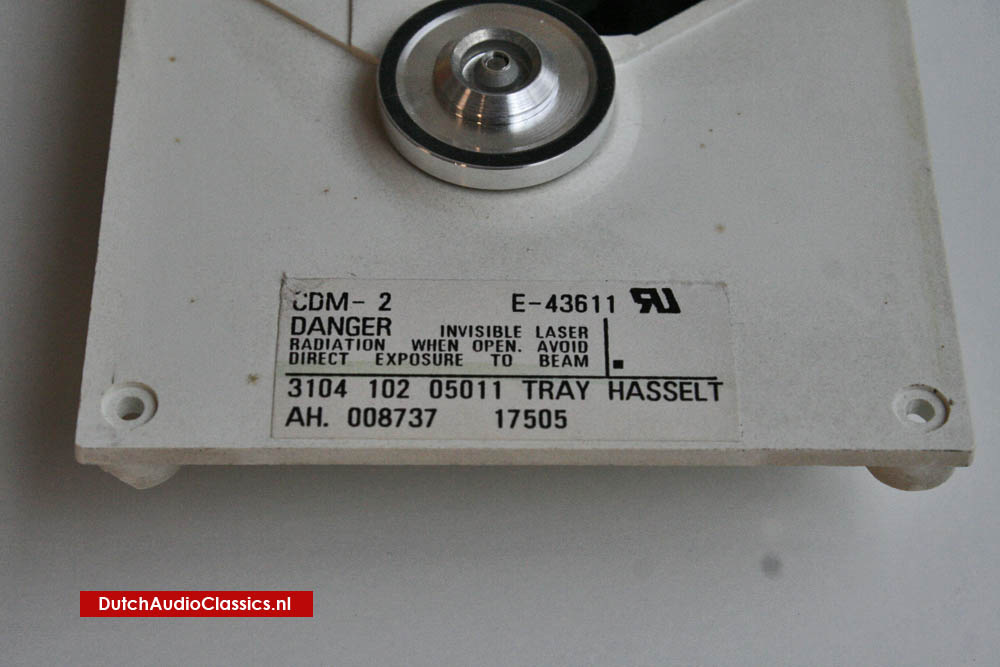 CDM- 2 E-43611 RU
DANGER INVISIBLE LASER
RADIATION WHEN OPEN. AVOID
DIRECT EXPOSURE TO BEAM
3104 102 05011 TRAY HASSELT
AH. 008737 17505
DutchAudioClassics.nl